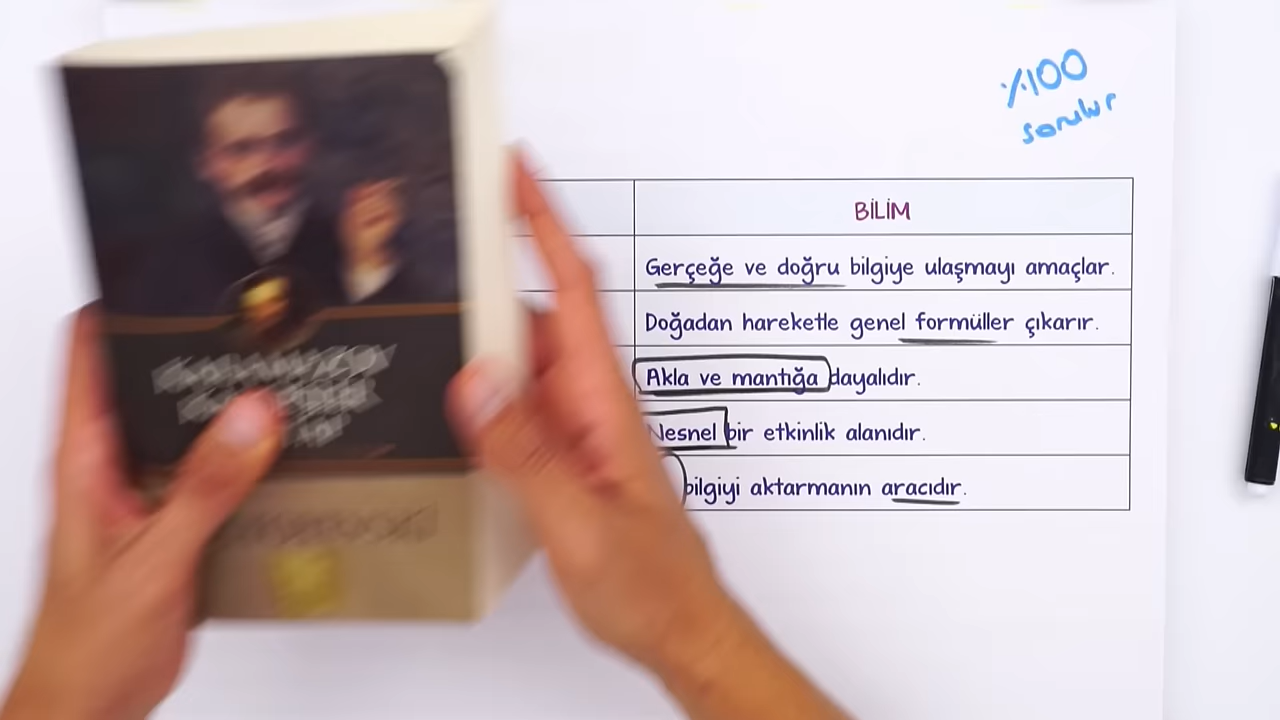 %100
sorulur
BİLİM
Gerçeğe ve doğru bilgiye ulaşmayı amaçlar.
Doğadan hareketle genel formüller çıkarır.
Akla ve mantığa dayalıdır.
Nesnel bir etkinlik alanıdır.
bilgiyi aktarmanın aracıdır.